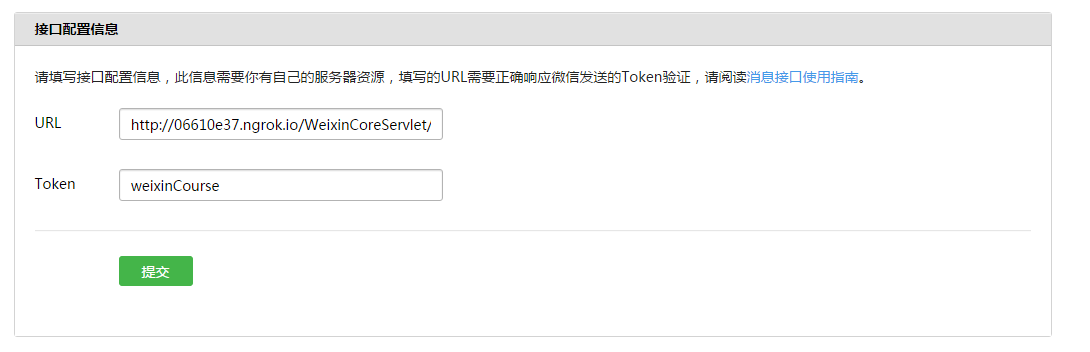 接口配置信息
请填写接口配置信息，此信息需要你有自己的服务器资源，填写的URL需要正确响应微信发送的Token验证，请阅读消息接口使用指南。
URL http://06610e37.ngrok.io/WeixinCoreServlet/
Token weixinCourse
提交